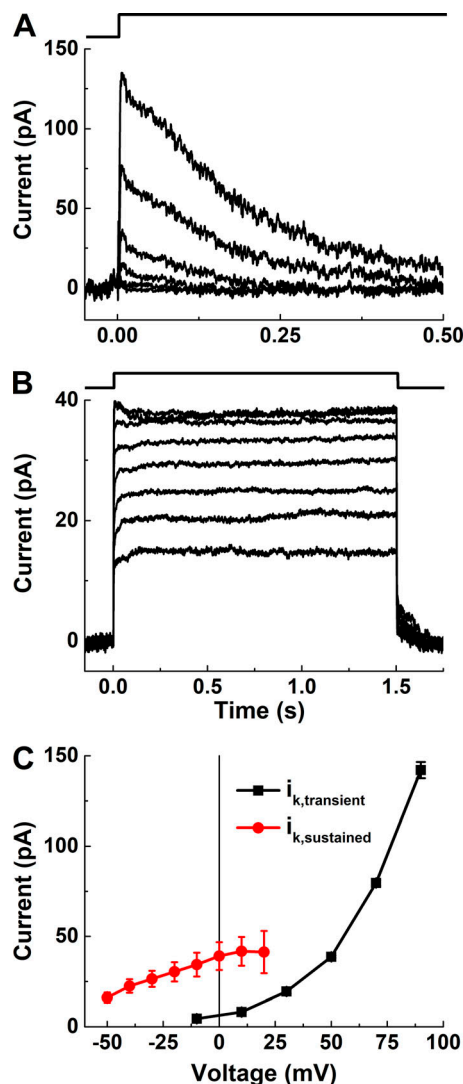 A
Current (pA)
150
100
50
0
0.00 0.25 0.50
B
Current (pA)
40
20
0
0.0 0.5 1.0 1.5
Time (s)
C
Current (pA)
150
100
50
0
i k,transient
i k,sustained
-50 -25 0 25 50 75 100
Voltage (mV)